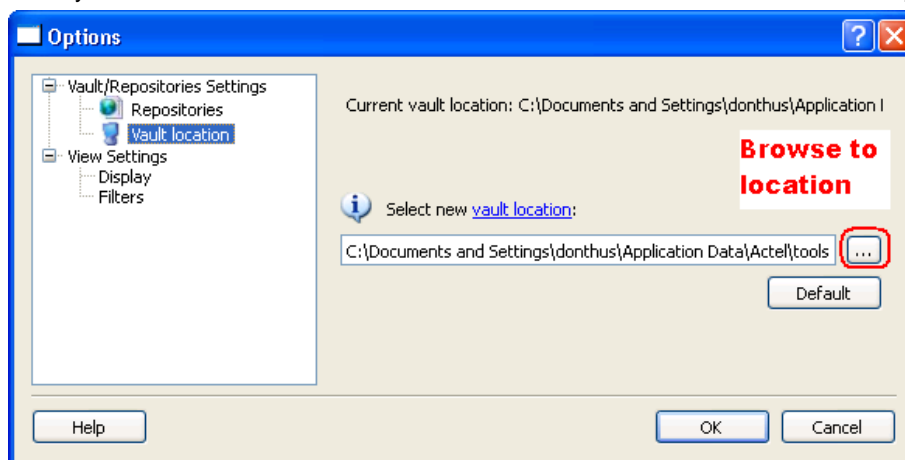 Options
Vault/Repositories Settings
Repositories
Vault location
View Settings
Display
Filters
Current vault location: C:\Documents and Settings\donthus\Application
Browse to
location
Select new vault location:
C:\Documents and Settings\donthus\Application Data\Actel\tools
...
Default
Help
OK
Cancel